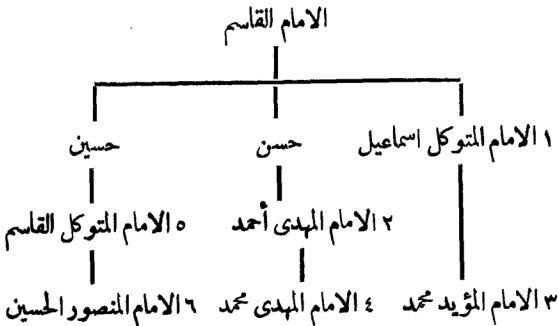 الامام القاسم
١ الامام المتوكل اسماعيل حسن حسين
٢ الامام المهدى أحمد ٥ الامام المتوكل القاسم
٣ الامام المؤيد محمد ٤ الامام المهدى محمد ٦ الامام المنصور الحسين